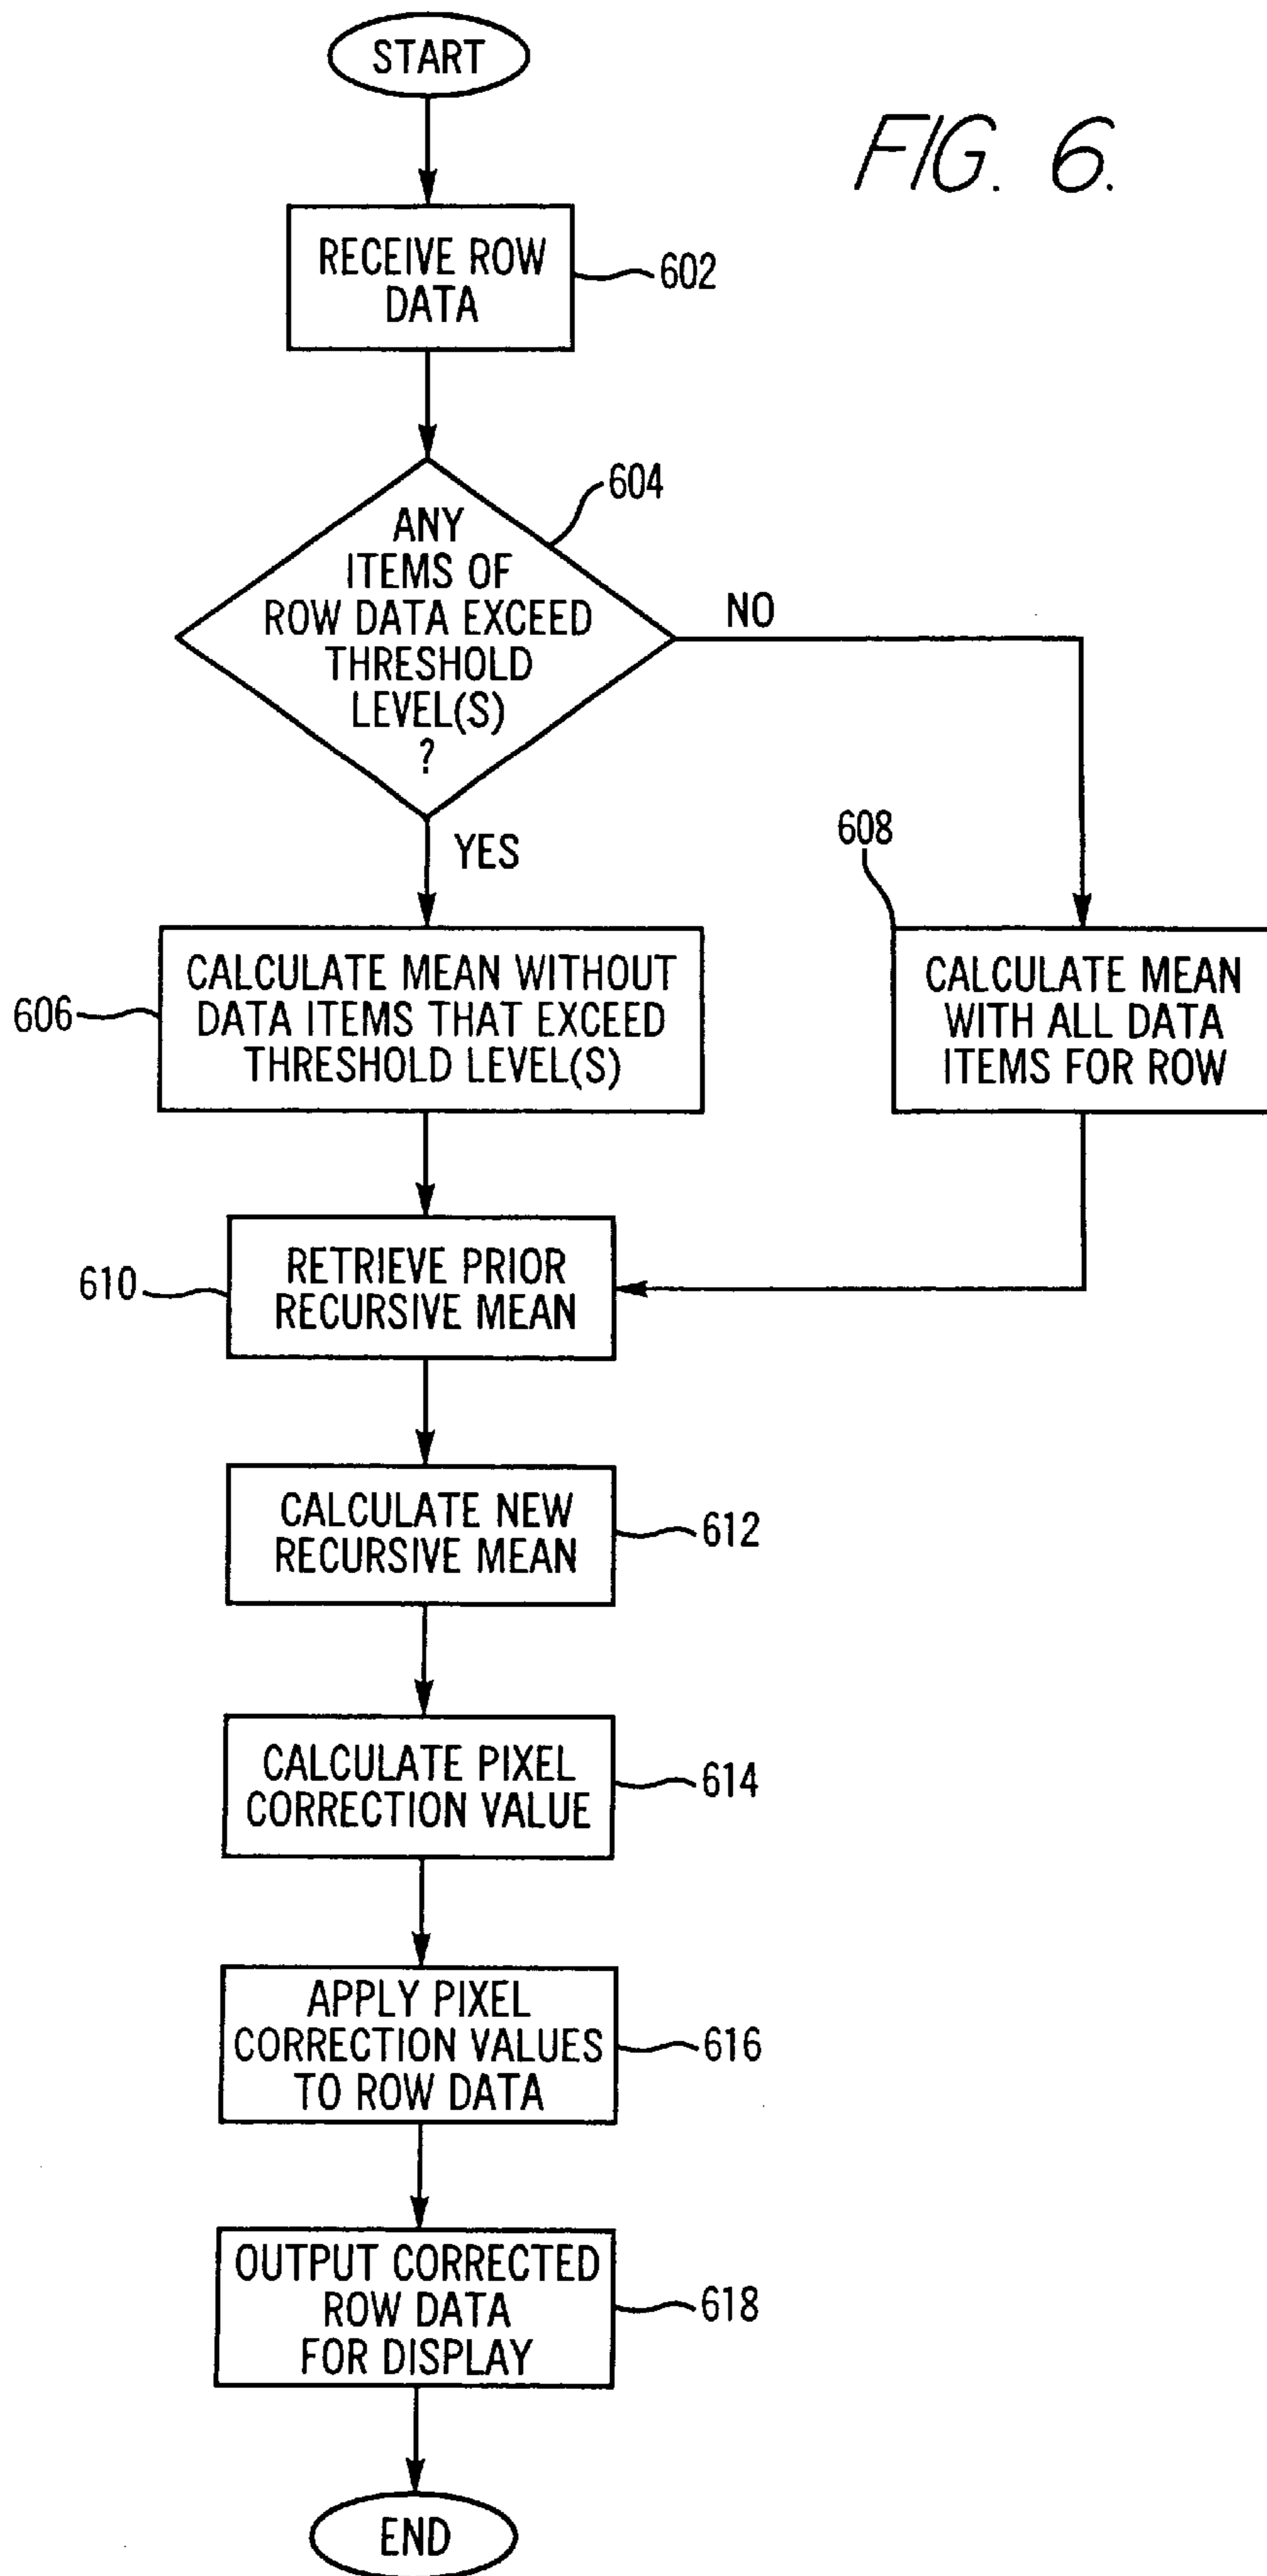 START
FIG. 6.
RECEIVE ROW
DATA
602
604
ANY
ITEMS OF
ROW DATA EXCEED
THRESHOLD
LEVEL(S)
?
NO
YES
608
606
CALCULATE MEAN WITHOUT
DATA ITEMS THAT EXCEED
THRESHOLD LEVEL(S)
CALCULATE MEAN
WITH ALL DATA
ITEMS FOR ROW
610
RETRIEVE PRIOR
RECURSIVE MEAN
CALCULATE NEW
RECURSIVE MEAN
612
CALCULATE PIXEL
CORRECTION VALUE
614
APPLY PIXEL
CORRECTION VALUES
TO ROW DATA
616
OUTPUT CORRECTED
ROW DATA
FOR DISPLAY
618
END